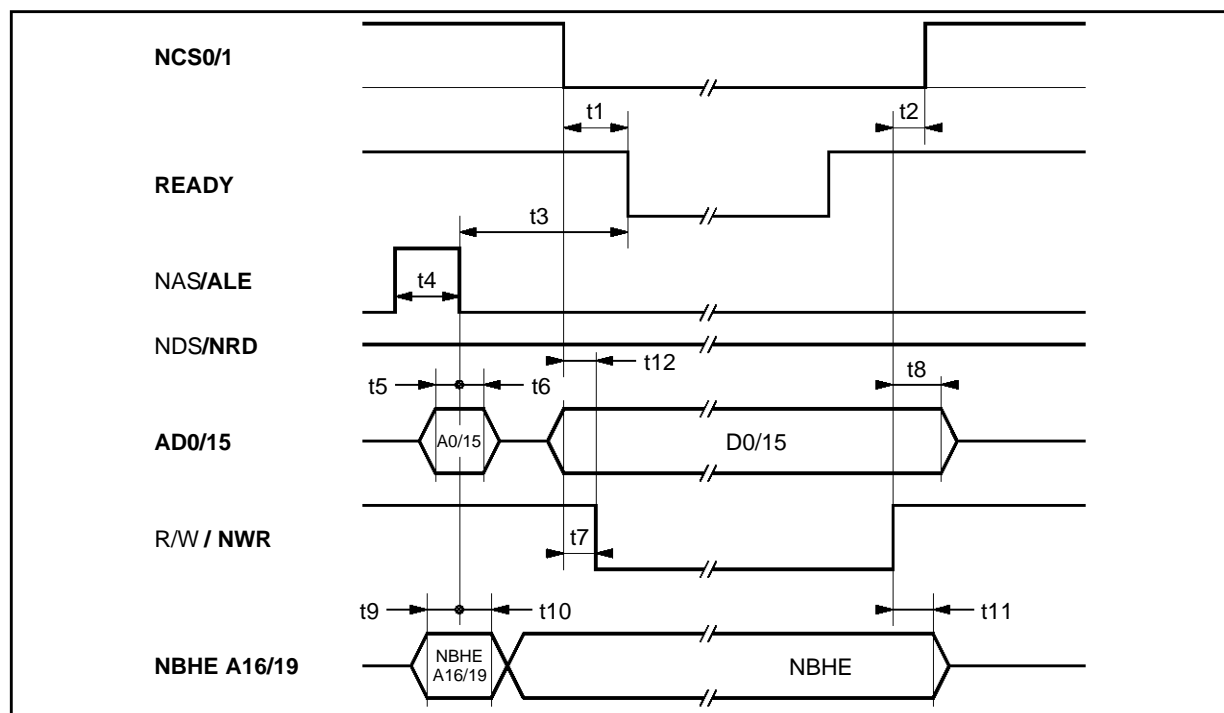 NCS0/1
t1
t2
READY
t3
NAS/ALE
t4
NDS/NRD
t12
t8
t5
t6
AD0/15
A0/15
D0/15
R/W / NWR
t7
t9
t10
t11
NBHE A16/19
NBHE
A16/19
NBHE